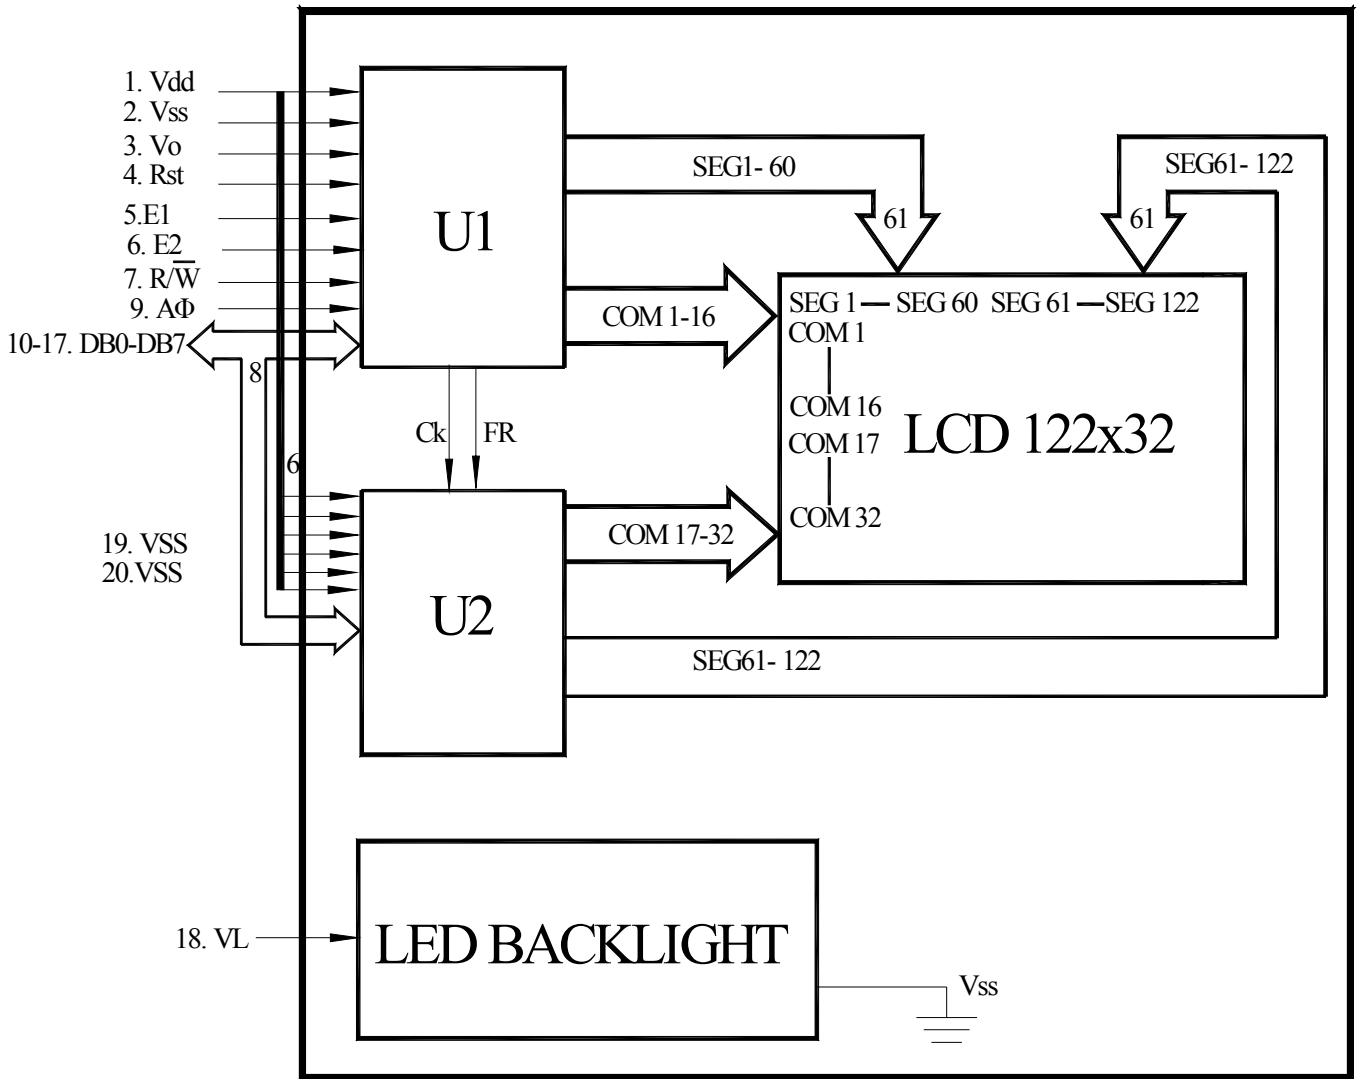 1. Vdd
2. Vss
3. Vo
4. Rst
5.E1
6. E2
7. R/W̅
9. AΦ
10-17. DB0-DB7
8
6
19. VSS
20.VSS
U1
Ck
FR
U2
SEG1- 60
61
SEG61- 122
61
COM 1-16
COM 17-32
SEG 1 — SEG 60 SEG 61 — SEG 122
COM 1
COM 16
COM 17
COM 32
LCD 122x32
SEG61- 122
18. VL
LED BACKLIGHT
Vss